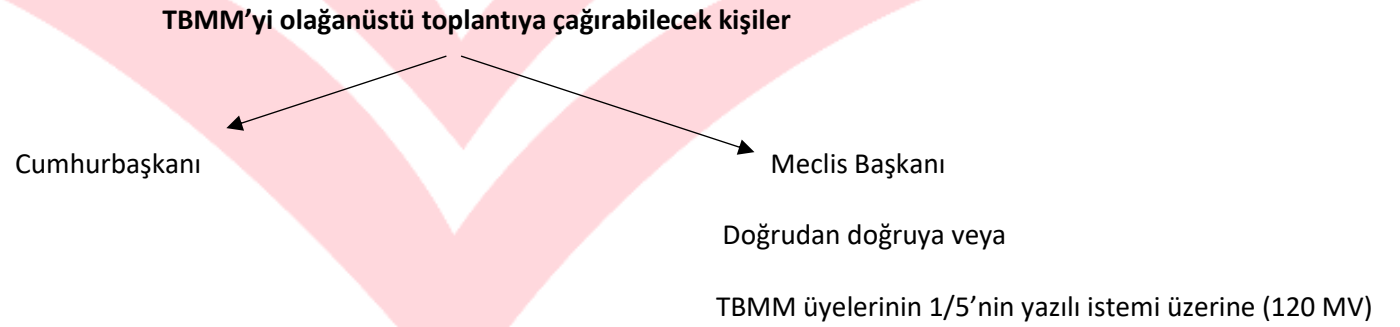 TBMM’yi olağanüstü toplantıya çağırabilecek kişiler
Cumhurbaşkanı
Meclis Başkanı
Doğrudan doğruya veya
TBMM üyelerinin 1/5’nin yazılı istemi üzerine (120 MV)